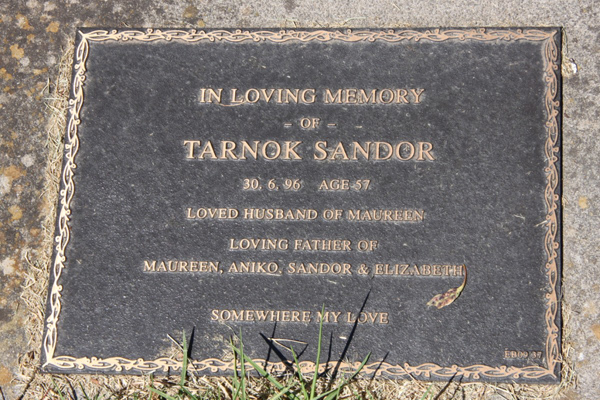 IN LOVING MEMORY
– OF –
TARNOK SANDOR
30. 6. 96 AGE 57
LOVED HUSBAND OF MAUREEN
LOVING FATHER OF
MAUREEN, ANIKO, SANDOR & ELIZABETH
SOMEWHERE MY LOVE